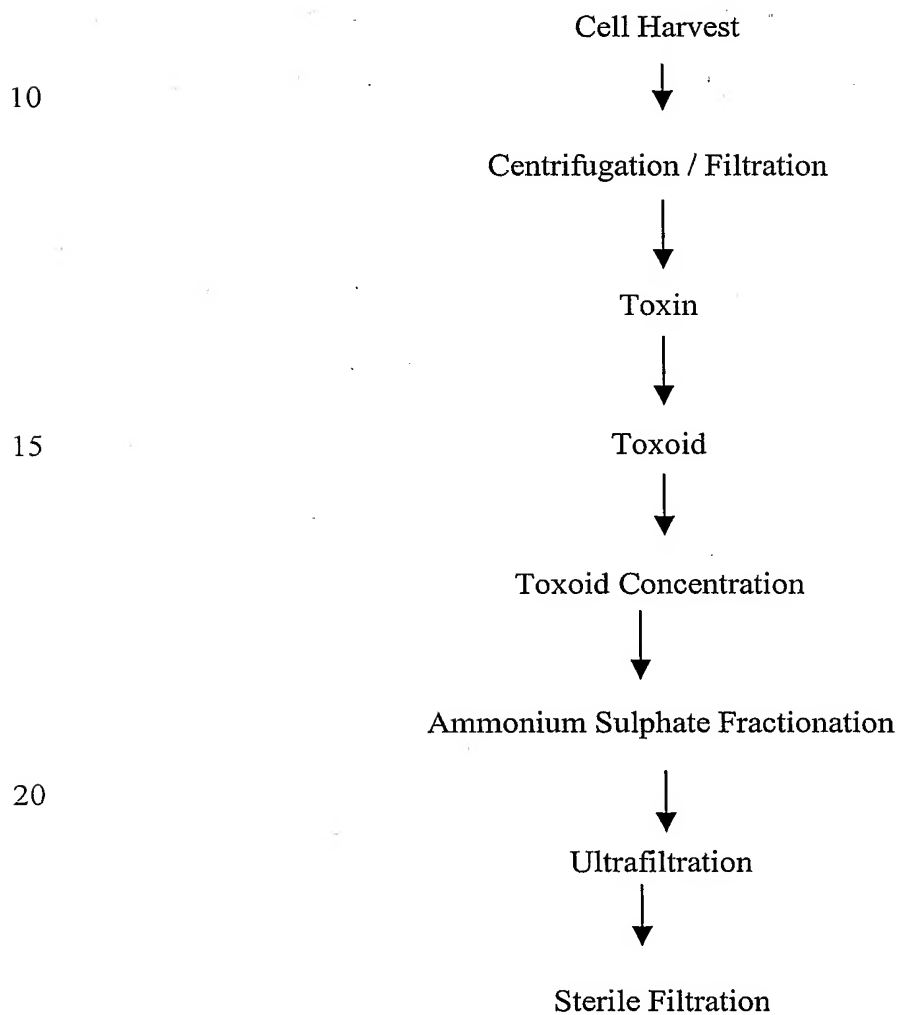 Cell Harvest
10
Centrifugation / Filtration
Toxin
15
Toxoid
Toxoid Concentration
Ammonium Sulphate Fractionation
20
Ultrafiltration
Sterile Filtration